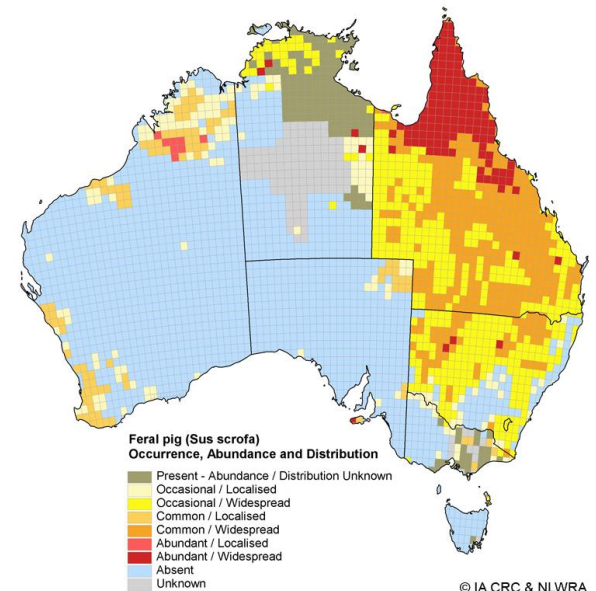 Feral pig (Sus scrofa)
Occurrence, Abundance and Distribution
Present - Abundance / Distribution Unknown
Occasional / Localised
Occasional / Widespread
Common / Localised
Common / Widespread
Abundant / Localised
Abundant / Widespread
Absent
Unknown
© IA CRC & NLWRA